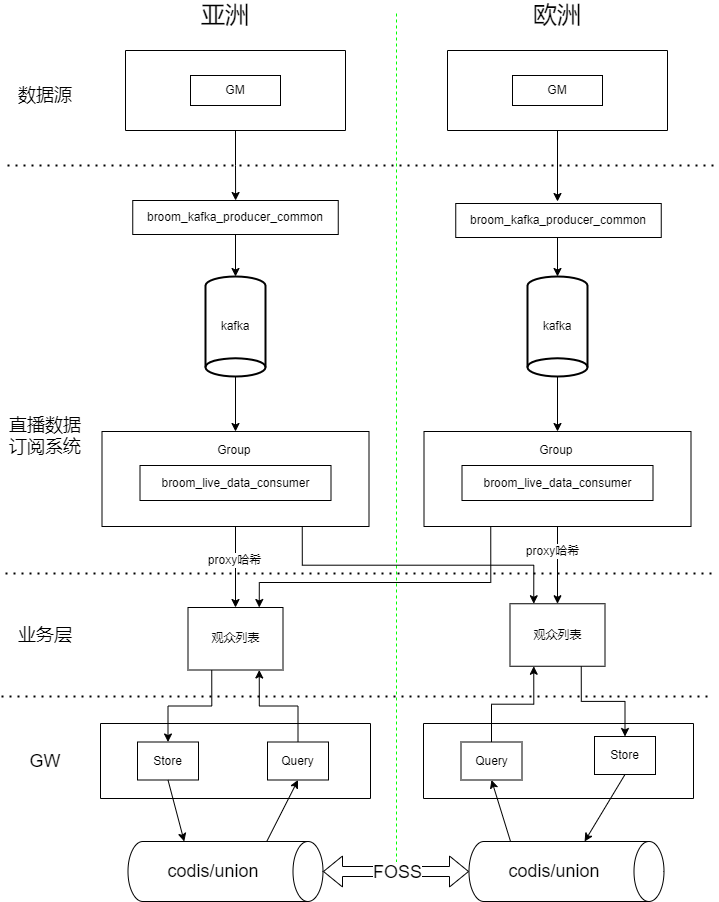 亚洲
欧洲
数据源
GM
GM
broom_kafka_producer_common
broom_kafka_producer_common
kafka
kafka
直播数据
订阅系统
Group
Group
broom_live_data_consumer
broom_live_data_consumer
proxy哈希
proxy哈希
业务层
观众列表
观众列表
GW
Store
Query
Query
Store
codis/union
FOSS
codis/union